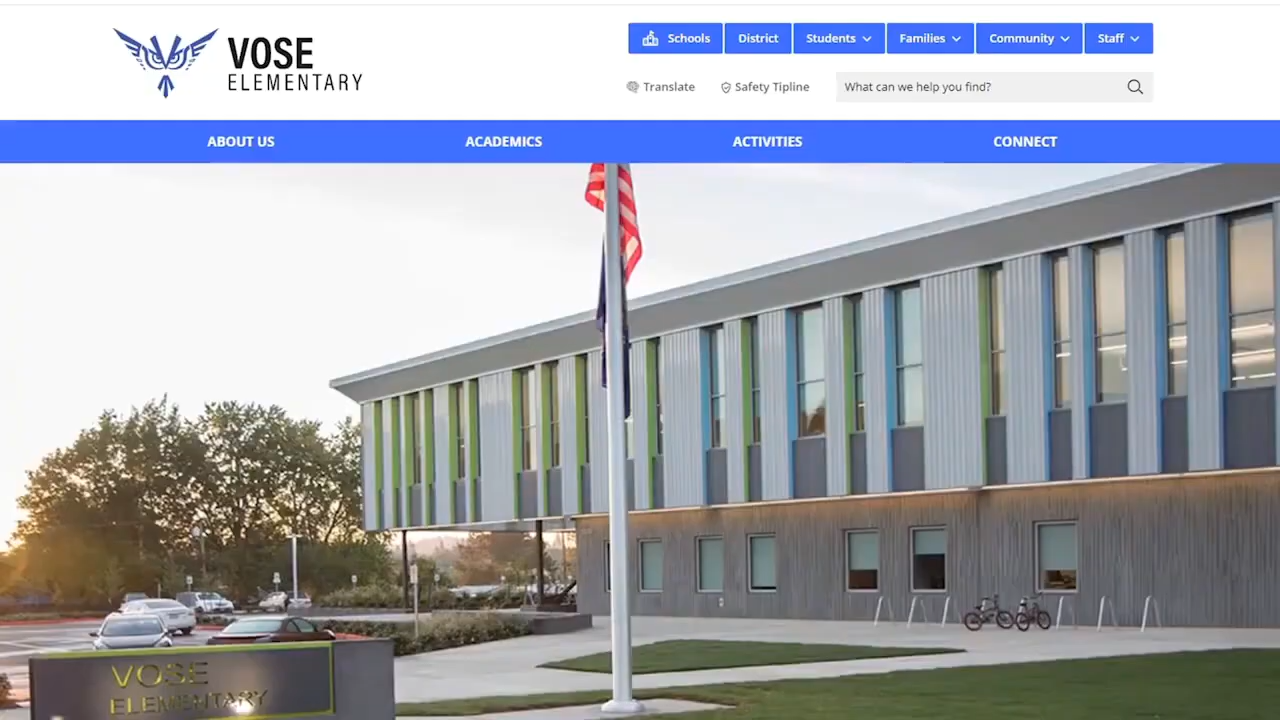 VOSE
ELEMENTARY
Schools
District
Students
Families
Community
Staff
Translate
Safety Tipline
What can we help you find?
ABOUT US
ACADEMICS
ACTIVITIES
CONNECT
VOSE
ELEMENTARY